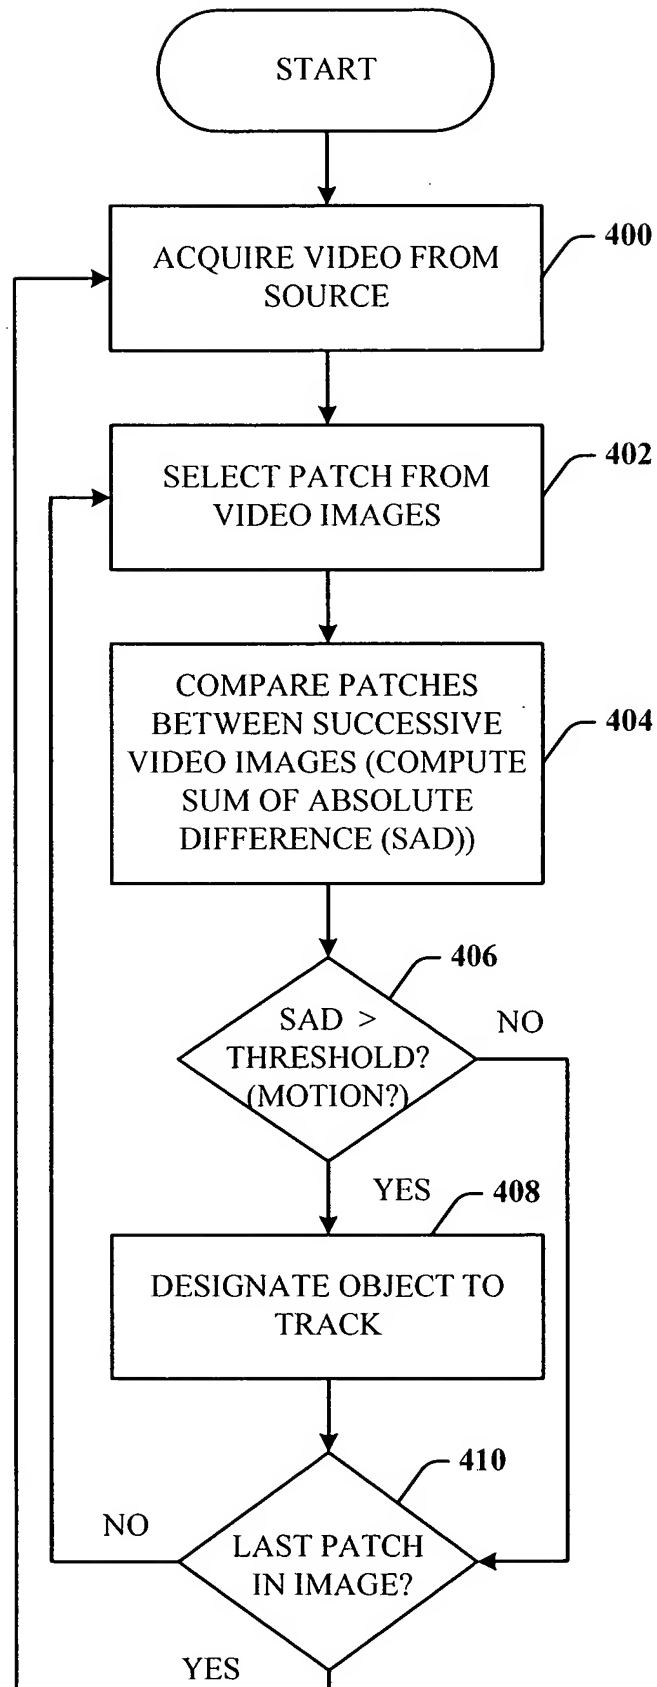 START
ACQUIRE VIDEO FROM
SOURCE
400
SELECT PATCH FROM
VIDEO IMAGES
402
COMPARE PATCHES
BETWEEN SUCCESSIVE
VIDEO IMAGES (COMPUTE
SUM OF ABSOLUTE
DIFFERENCE (SAD))
404
406
SAD >
THRESHOLD?
(MOTION?)
NO
YES
408
DESIGNATE OBJECT TO
TRACK
410
NO
LAST PATCH
IN IMAGE?
YES